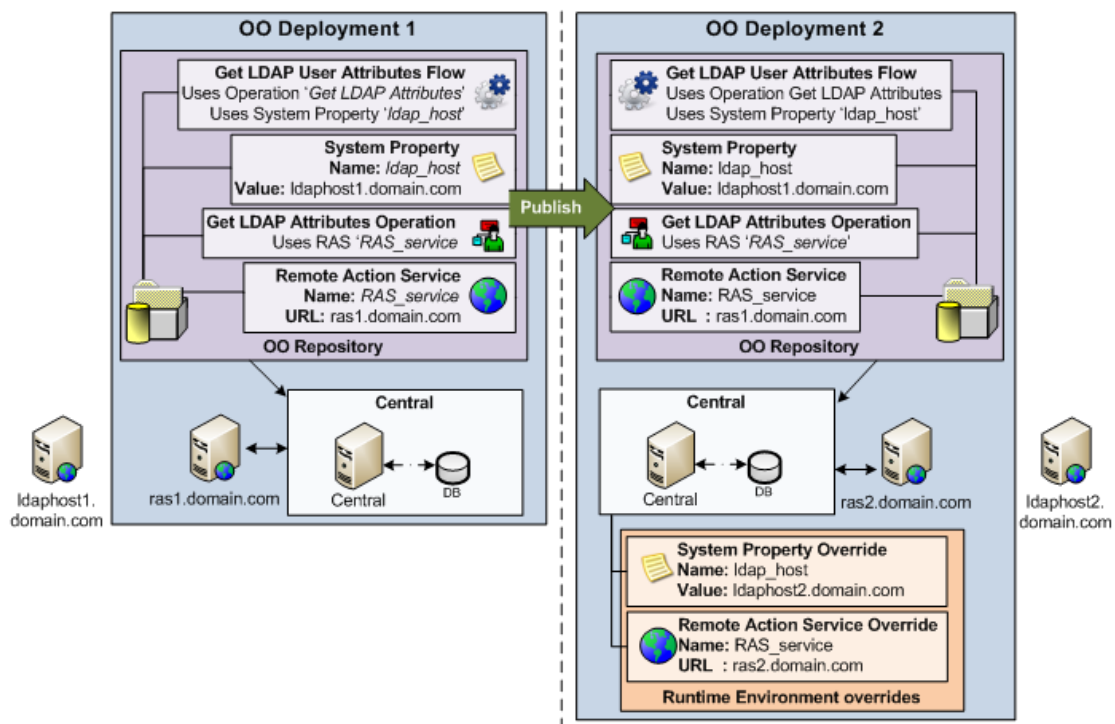 OO Deployment 1
Get LDAP User Attributes Flow
Uses Operation 'Get LDAP Attributes'
Uses System Property 'ldap_host'
System Property
Name: ldap_host
Value: ldaphost1.domain.com
Get LDAP Attributes Operation
Uses RAS 'RAS_service
Remote Action Service
Name: RAS_service
URL: ras1.domain.com
OO Repository
Central
Central
DB
ras1.domain.com
ldaphost1.
domain.com
Publish
OO Deployment 2
Get LDAP User Attributes Flow
Uses Operation Get LDAP Attributes
Uses System Property 'ldap_host'
System Property
Name: ldap_host
Value: ldaphost1.domain.com
Get LDAP Attributes Operation
Uses RAS 'RAS_service'
Remote Action Service
Name: RAS_service
URL : ras1.domain.com
OO Repository
Central
Central
DB
ras2.domain.com
ldaphost2.
domain.com
System Property Override
Name: ldap_host
Value: ldaphost2.domain.com
Remote Action Service Override
Name: RAS_service
URL : ras2.domain.com
Runtime Environment overrides